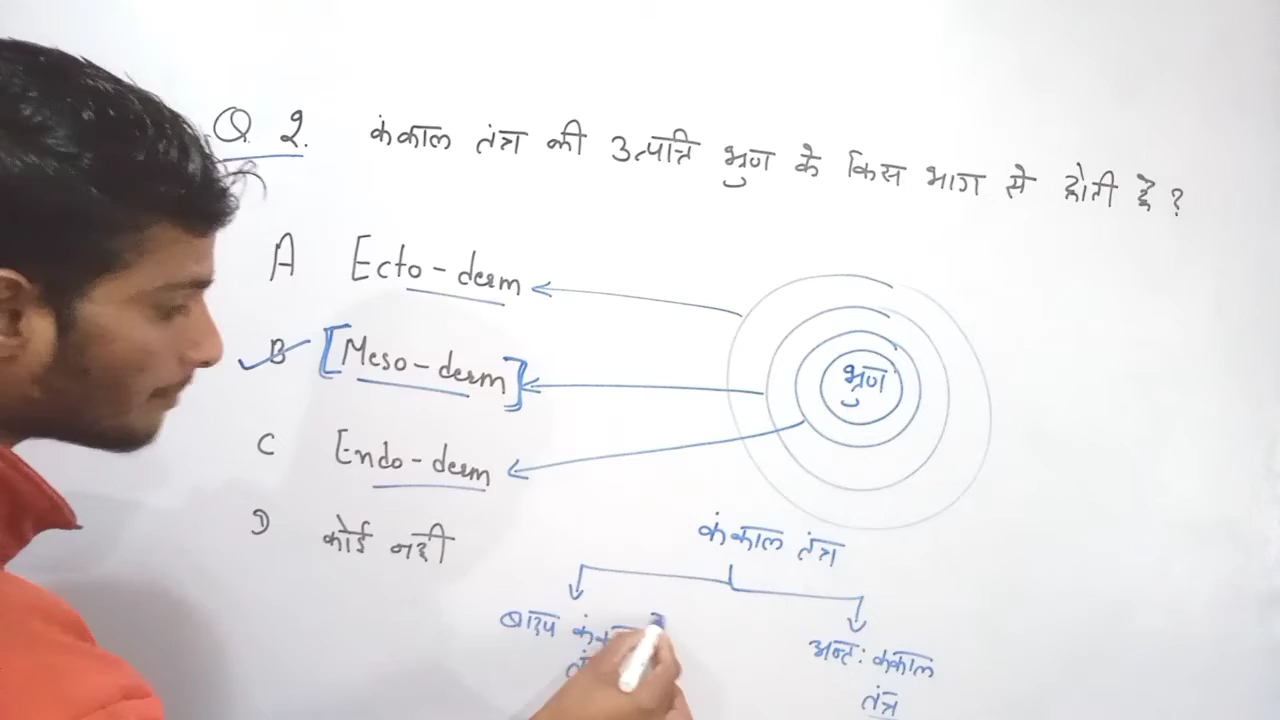 Q 2. कंकाल तंत्र की उत्पत्ति भ्रुण के किस भाग से होती है ?
A Ecto-derm
B [Meso-derm]
C Endo-derm
D कोई नही
भ्रुण
कंकाल तंत्र
बाह्य
अन्तः कंकाल
तंत्र